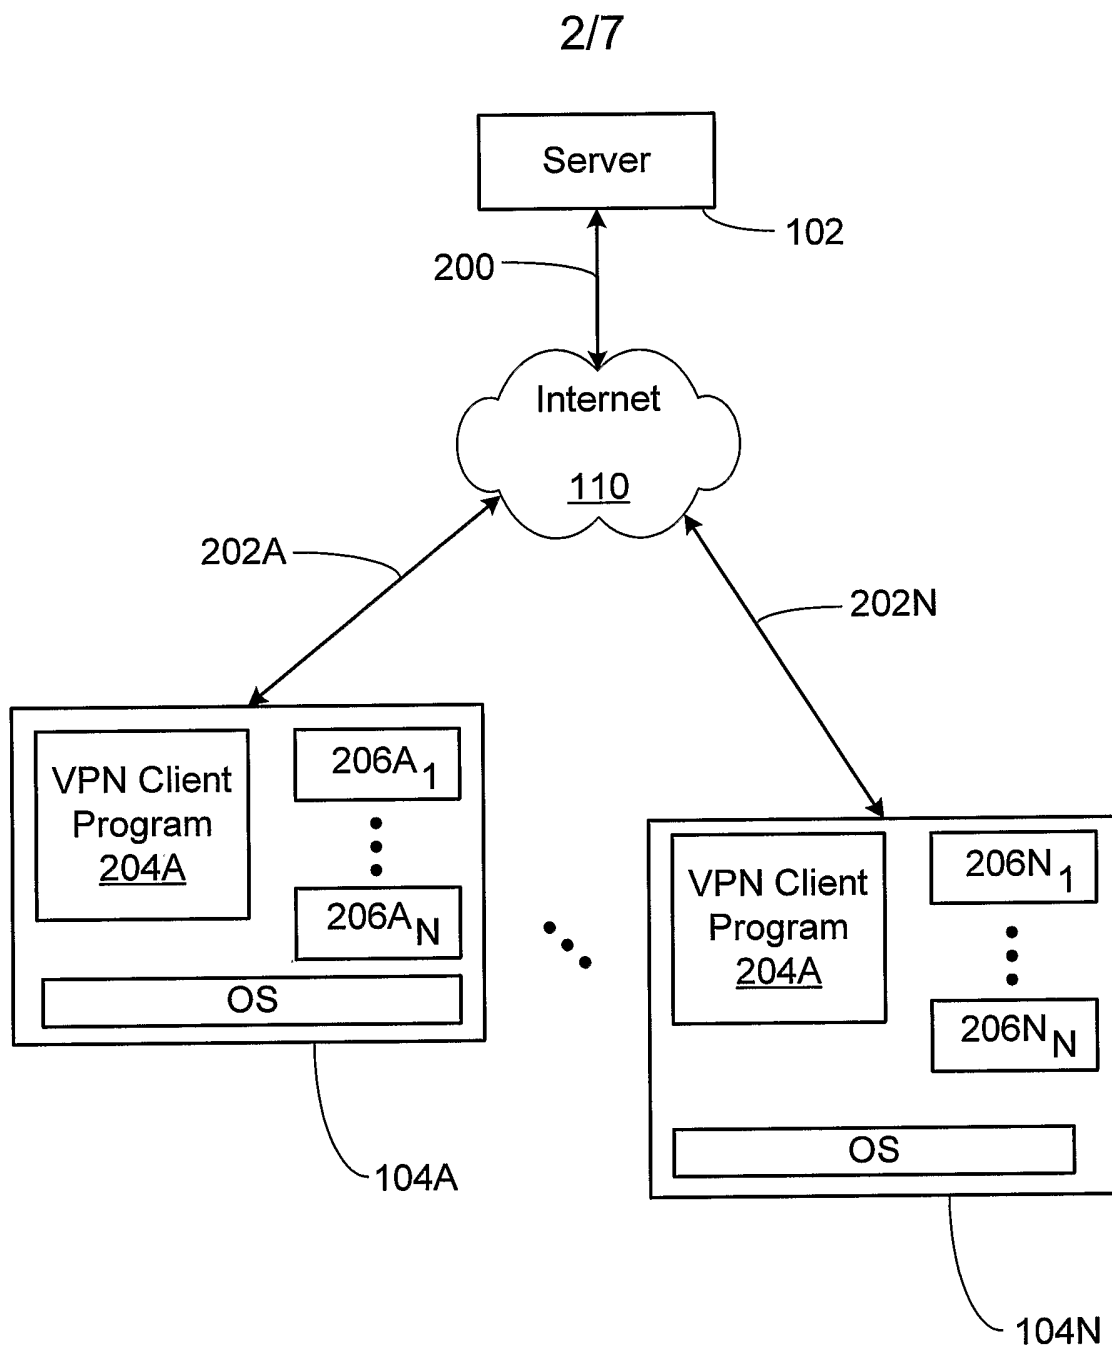 2/7
Server
102
200
Internet
110
202A
202N
VPN Client
Program
204A
206A1
206AN
OS
104A
VPN Client
Program
204A
206N1
206NN
OS
104N